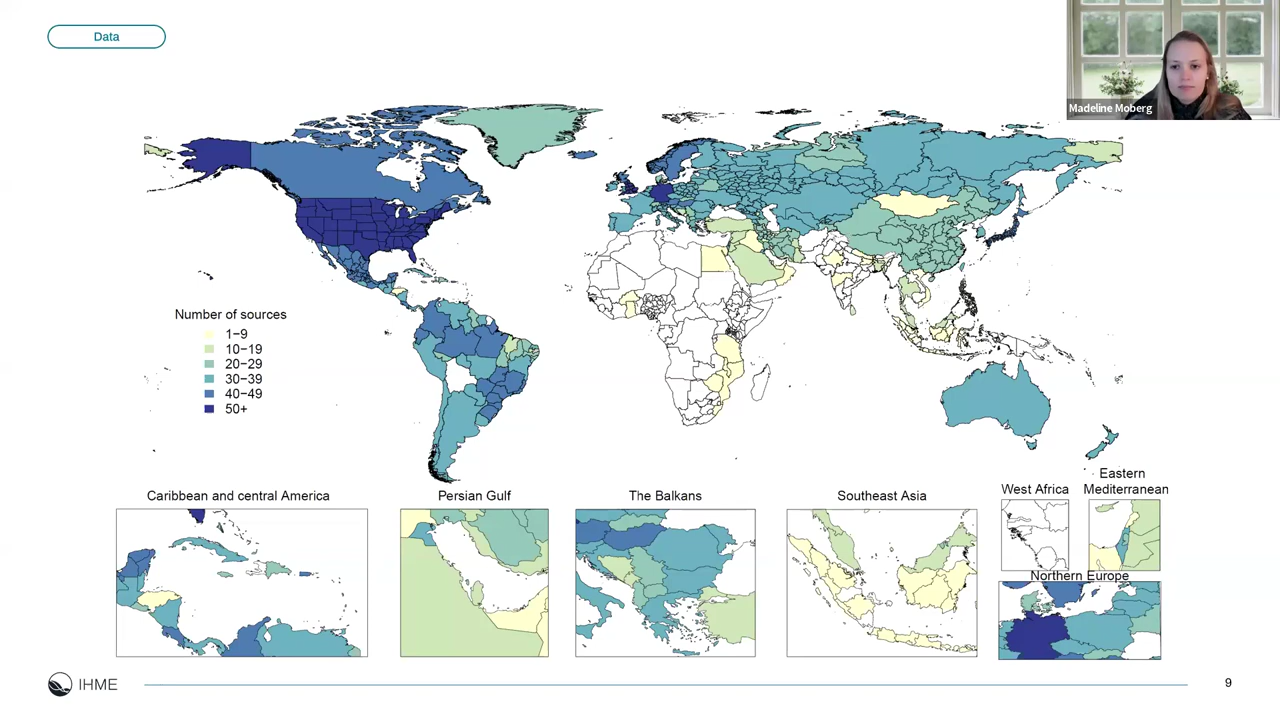 Data
Madeline Moberg
Number of sources
1−9
10−19
20−29
30−39
40−49
50+
Caribbean and central America
Persian Gulf
The Balkans
Southeast Asia
West Africa
Eastern
Mediterranean
Northern Europe
IHME
9